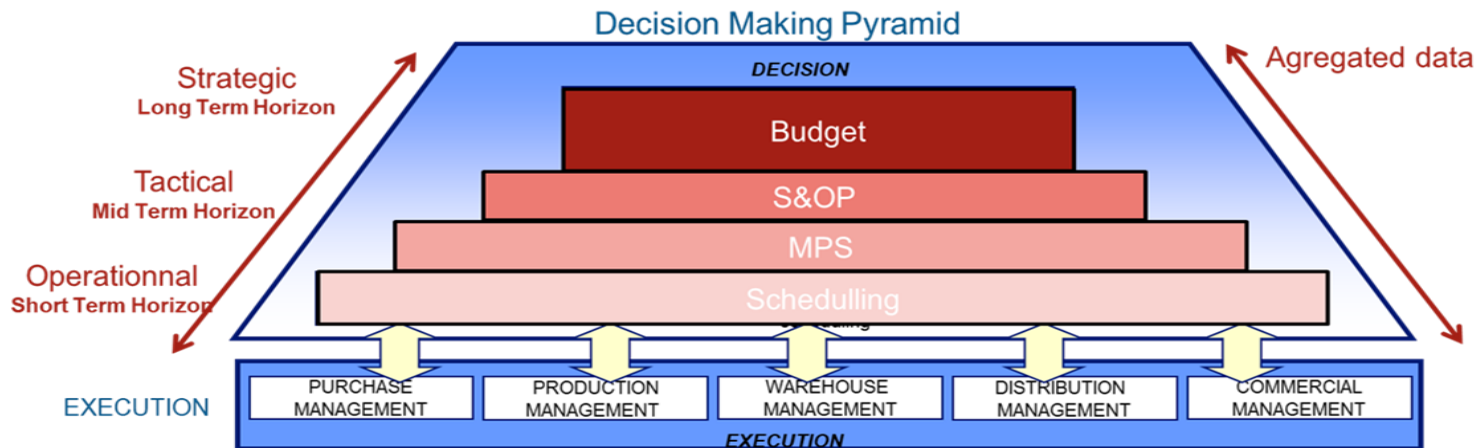 Decision Making Pyramid
Strategic
Long Term Horizon
Agregated data
DECISION
Budget
Tactical
Mid Term Horizon
S&OP
MPS
Operationnal
Short Term Horizon
Schedulling
EXECUTION
PURCHASE
MANAGEMENT
PRODUCTION
MANAGEMENT
WAREHOUSE
MANAGEMENT
DISTRIBUTION
MANAGEMENT
COMMERCIAL
MANAGEMENT
EXECUTION